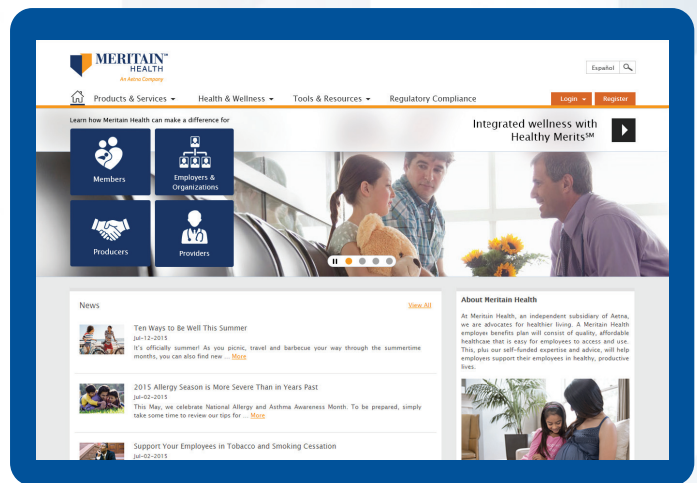 MERITAIN™
HEALTH
An Aetna Company
Español
Products & Services
Health & Wellness
Tools & Resources
Regulatory Compliance
Login
Register
Learn how Meritain Health can make a difference for
Integrated wellness with
Healthy Merits℠
Members
Employers &
Organizations
Producers
Providers
News
View All
Ten Ways to Be Well This Summer
Jul-12-2015
It's officially summer! As you picnic, travel and barbecue your way through the summertime
months, you can also find new ... More
2015 Allergy Season is More Severe Than in Years Past
Jul-02-2015
This May, we celebrate National Allergy and Asthma Awareness Month. To be prepared, simply
take some time to review our tips for ... More
Support Your Employees in Tobacco and Smoking Cessation
Jul-02-2015
About Meritain Health
At Meritain Health, an independent subsidiary of Aetna,
we are advocates for healthier living. A Meritain Health
employee benefits plan will consist of quality, affordable
healthcare that is easy for employees to access and use.
This, plus our self-funded expertise and advice, will help
employers support their employees in healthy, productive
lives.